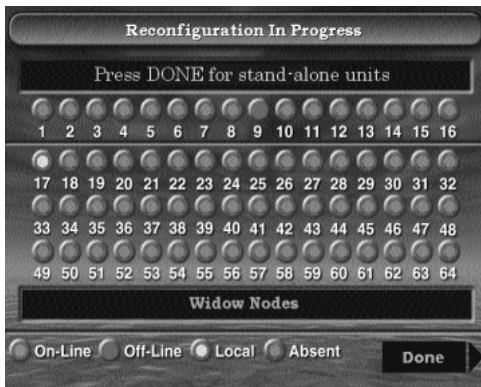 Reconfiguration In Progress
Press DONE for stand-alone units
1 2 3 4 5 6 7 8 9 10 11 12 13 14 15 16
17 18 19 20 21 22 23 24 25 26 27 28 29 30 31 32
33 34 35 36 37 38 39 40 41 42 43 44 45 46 47 48
49 50 51 52 53 54 55 56 57 58 59 60 61 62 63 64
Widow Nodes
On-Line Off-Line Local Absent Done